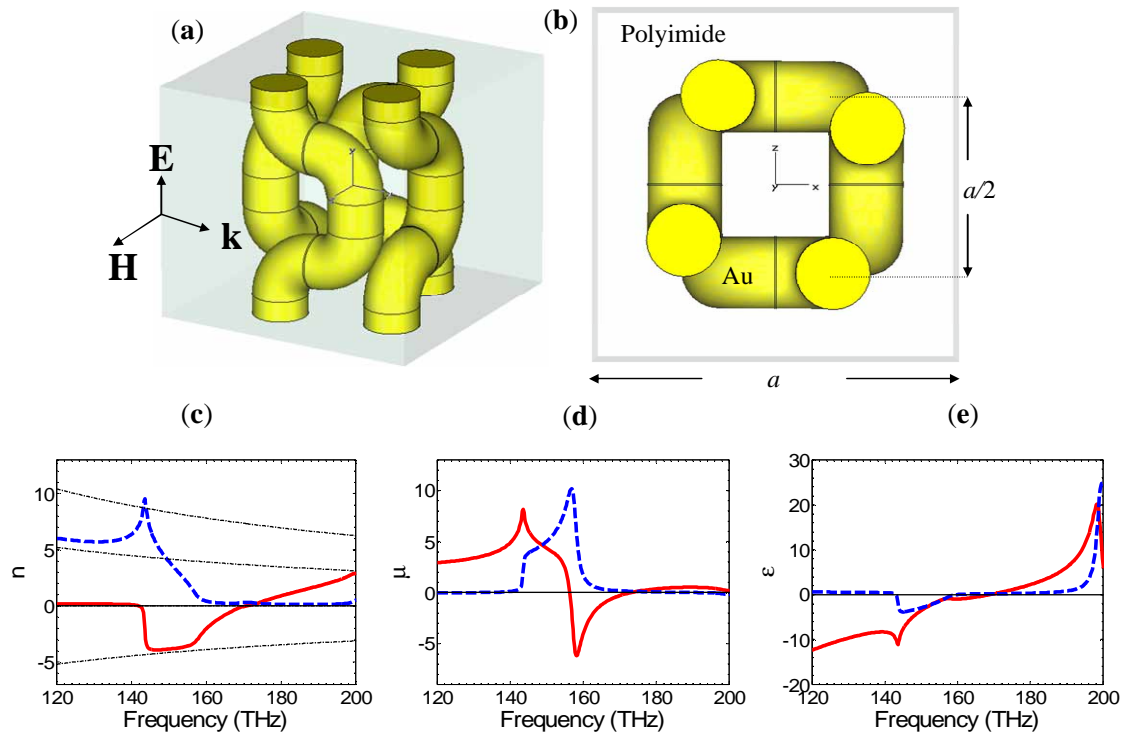 (a)
(b)
E
k
H
y
Polyimide
z
y
x
a/2
Au
a
(c)
(d)
(e)
n
10
5
0
-5
120 140 160 180 200
Frequency (THz)
μ
10
5
0
-5
120 140 160 180 200
Frequency (THz)
ε
30
20
10
0
-10
-20
120 140 160 180 200
Frequency (THz)